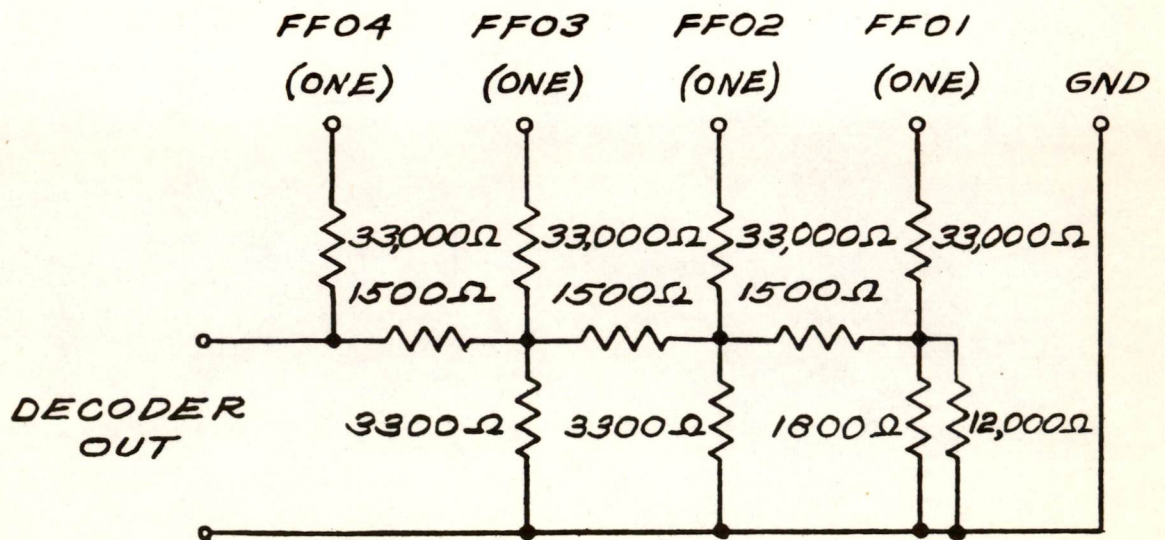 FF04 FF03 FF02 FF01
(ONE) (ONE) (ONE) (ONE) GND
33,000Ω 33,000Ω 33,000Ω 33,000Ω
1500Ω 1500Ω 1500Ω
DECODER
OUT
3300Ω 3300Ω 1800Ω 12,000Ω